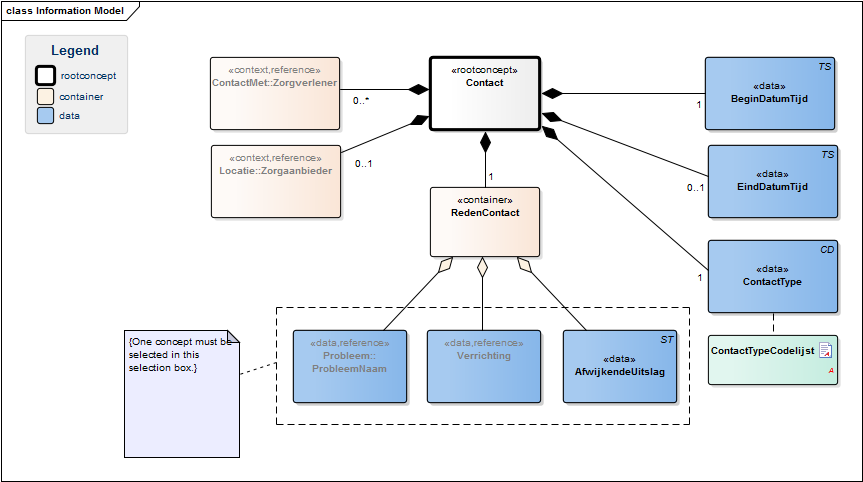 class Information Model
Legend
rootconcept
container
data
«context,reference»
ContactMet::Zorgverlener
0..*
«context,reference»
Locatie::Zorgaanbieder
0..1
«rootconcept»
Contact
1
«container»
RedenContact
TS
«data»
BeginDatumTijd
1
TS
«data»
EindDatumTijd
0..1
CD
«data»
ContactType
1
ContactTypeCodelijst
A
{One concept must be
selected in this
selection box.}
«data,reference»
Probleem::
ProbleemNaam
«data,reference»
Verrichting
ST
«data»
AfwijkendeUitslag